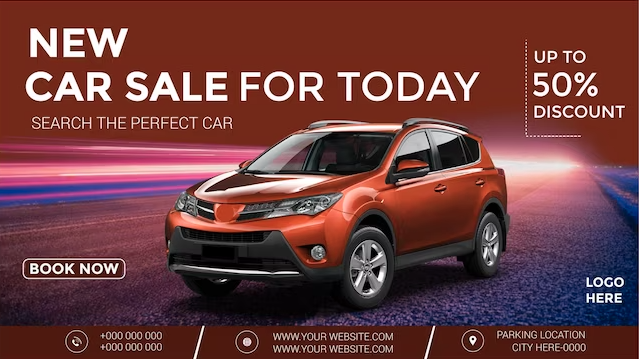 NEW
CAR SALE FOR TODAY
SEARCH THE PERFECT CAR
UP TO
50%
DISCOUNT
BOOK NOW
LOGO
HERE
+000 000 000
+000 000 000
WWW.YOUR WEBSITE.COM
WWW.YOUR WEBSITE.COM
PARKING LOCATION
CITY HERE-0000